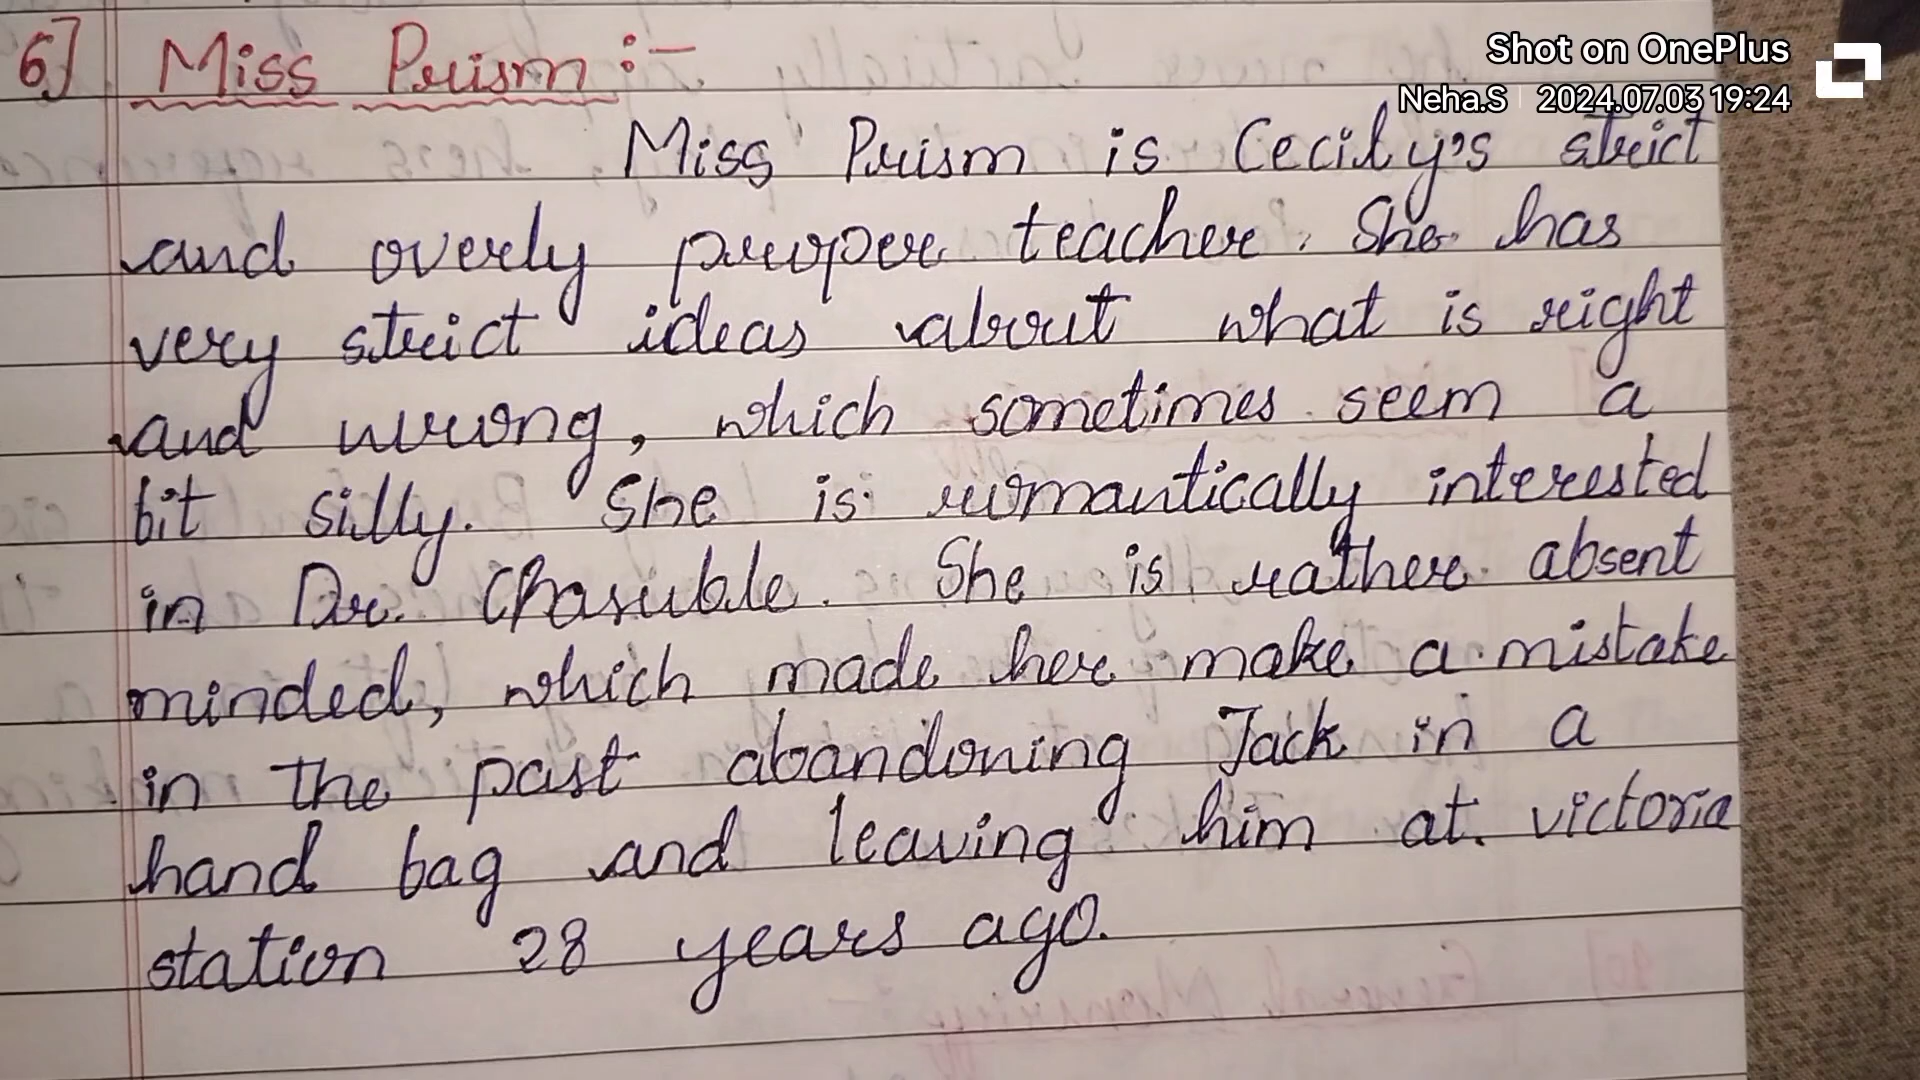 Shot on OnePlus
Neha.S | 2024.07.03 19:24
6] Miss Prism :-
Miss Prism is Cecily's strict
and overly proper teacher. She has
very strict ideas about what is right
and wrong, which sometimes seem a
bit silly. She is romantically interested
in Dr. Chasuble. She is rather absent
minded, which made her make a mistake
in the past abandoning Jack in a
hand bag and leaving him at victoria
station 28 years ago.
10] General Moncrieff :-